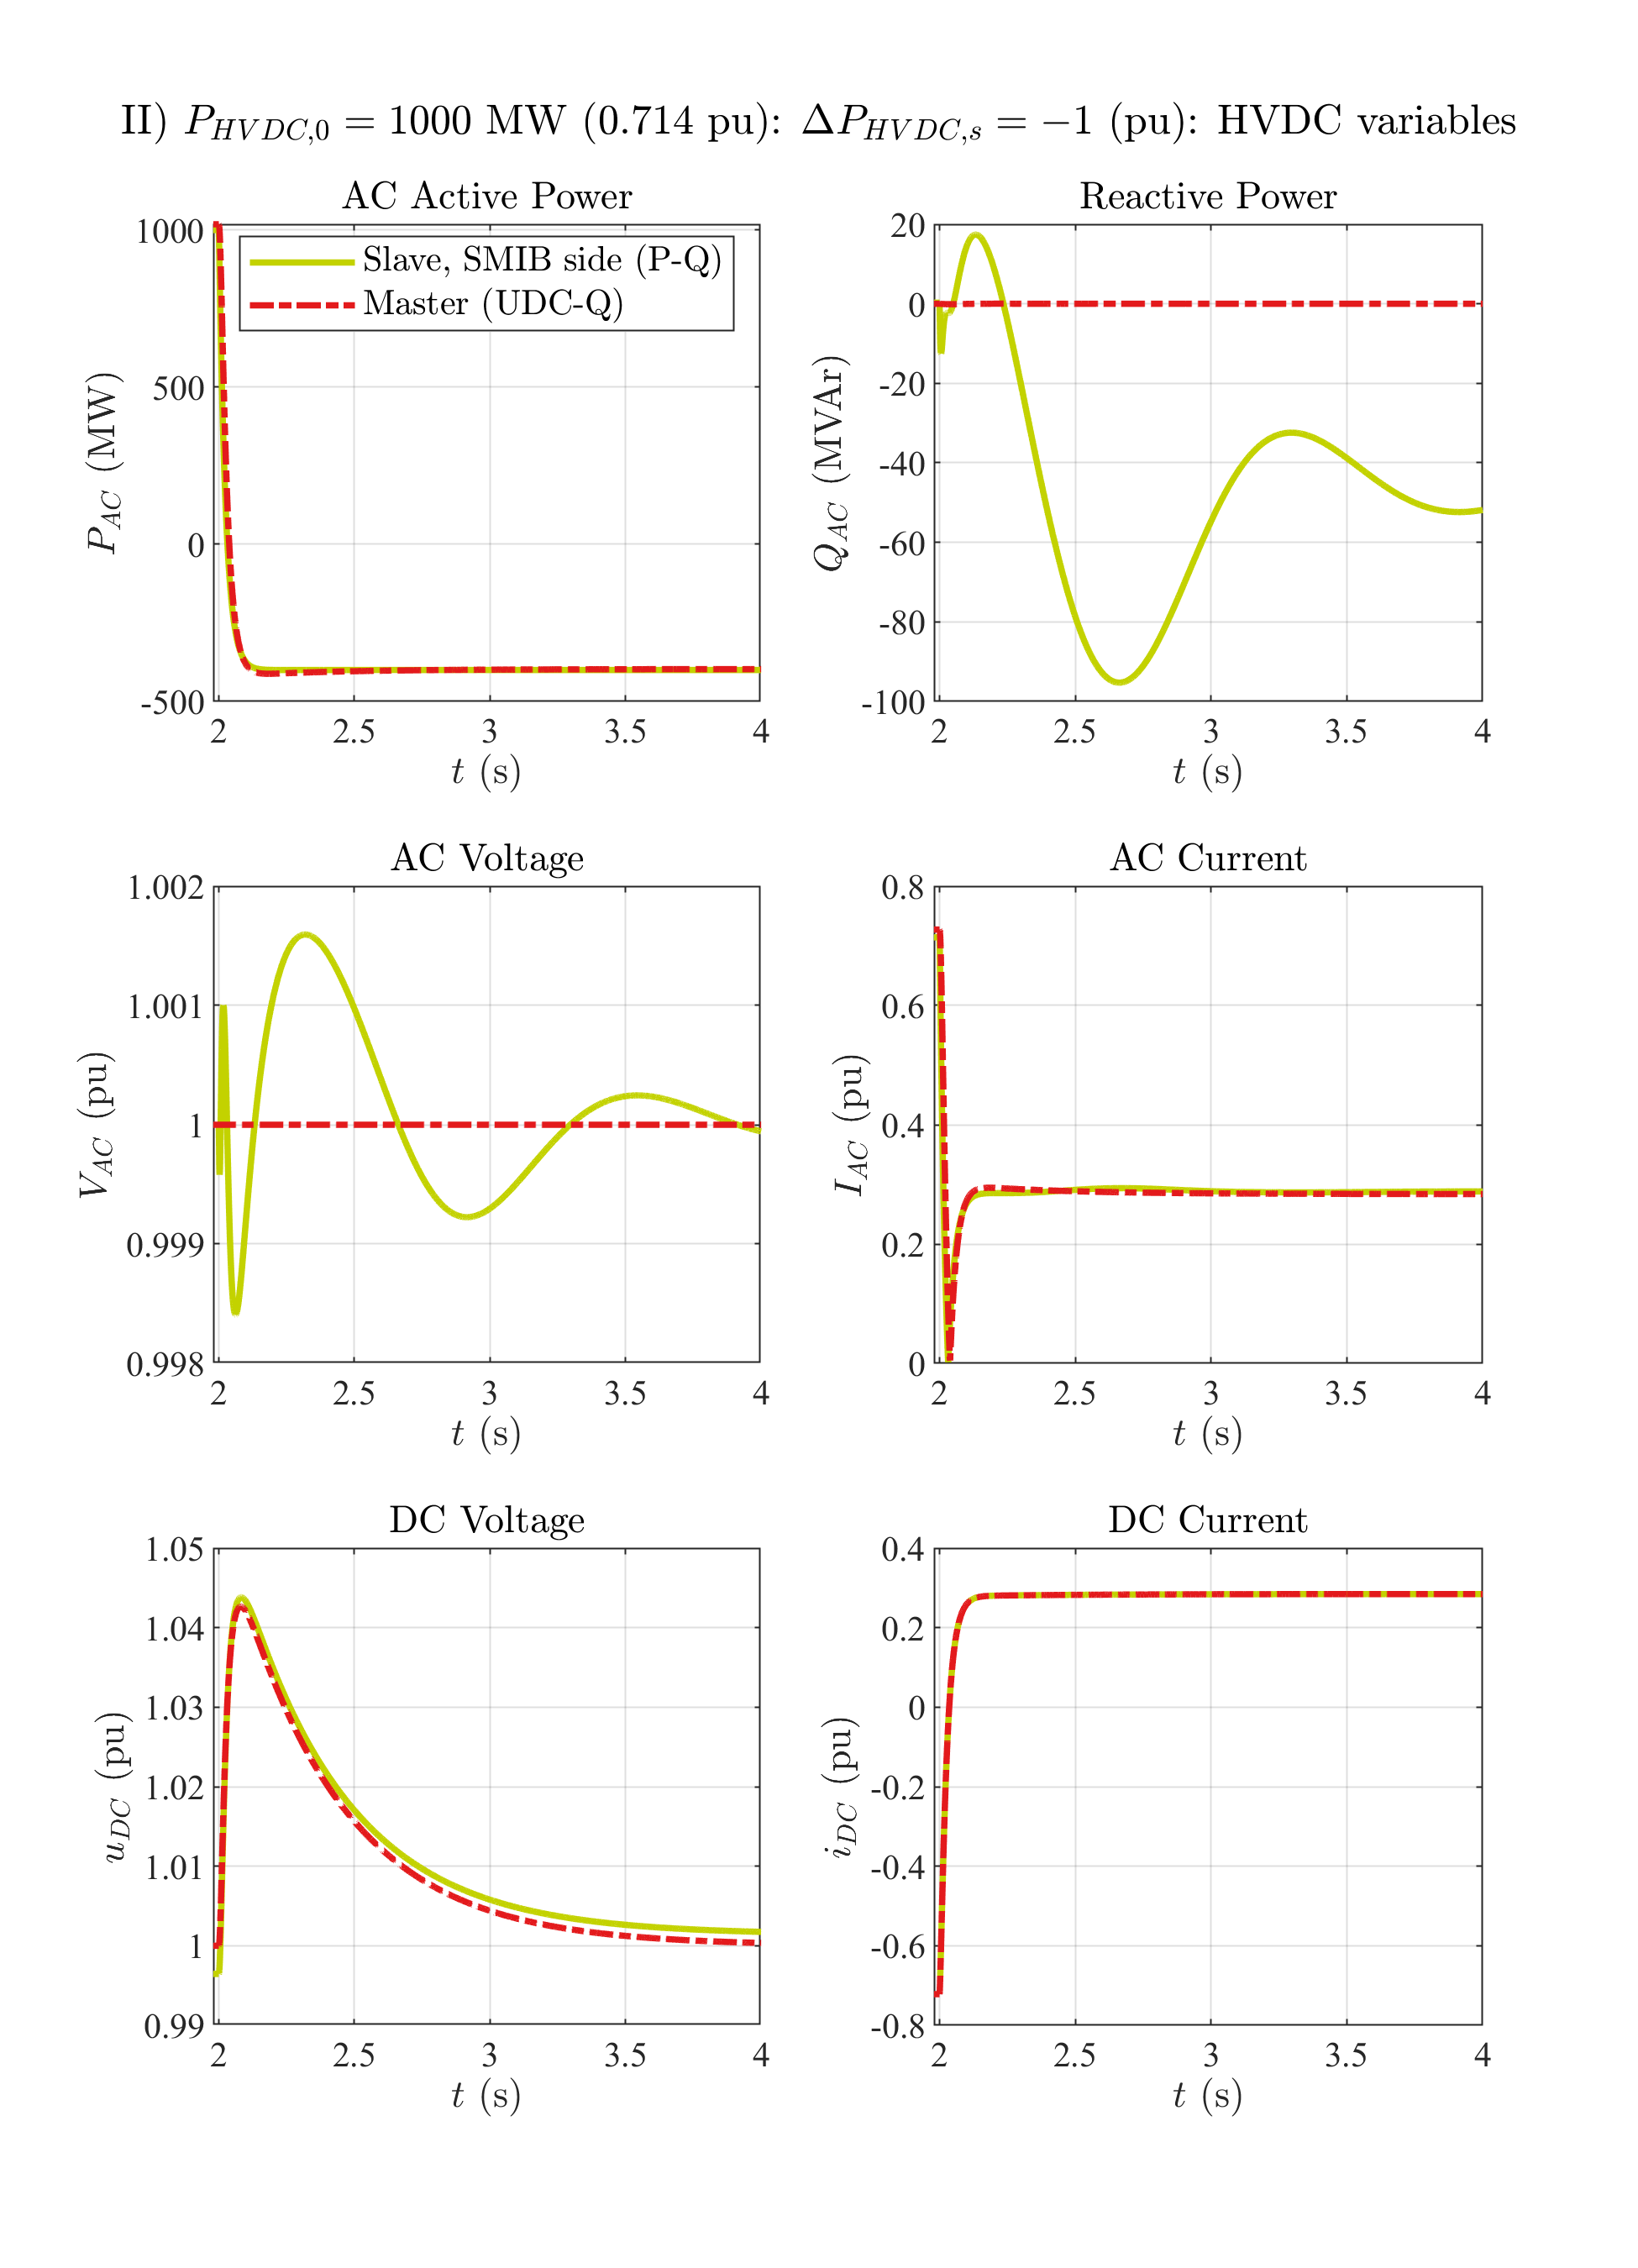 II) P_{HVDC,0} = 1000 MW (0.714 pu): ΔP_{HVDC,s} = −1 (pu): HVDC variables
AC Active Power
1000
500
0
-500
P_{AC} (MW)
Slave, SMIB side (P-Q)
Master (UDC-Q)
2 2.5 3 3.5 4
t (s)
Reactive Power
20
0
-20
-40
-60
-80
-100
Q_{AC} (MVAr)
2 2.5 3 3.5 4
t (s)
AC Voltage
1.002
1.001
1
0.999
0.998
V_{AC} (pu)
2 2.5 3 3.5 4
t (s)
AC Current
0.8
0.6
0.4
0.2
0
I_{AC} (pu)
2 2.5 3 3.5 4
t (s)
DC Voltage
1.05
1.04
1.03
1.02
1.01
1
0.99
u_{DC} (pu)
2 2.5 3 3.5 4
t (s)
DC Current
0.4
0.2
0
-0.2
-0.4
-0.6
-0.8
i_{DC} (pu)
2 2.5 3 3.5 4
t (s)